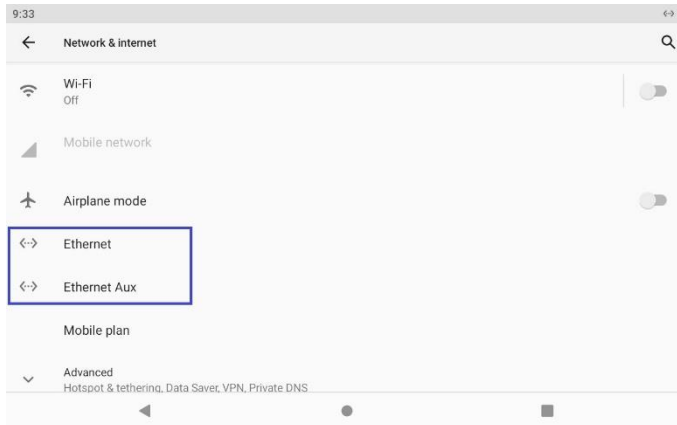 9:33
Network & internet
Wi-Fi
Off
Mobile network
Airplane mode
Ethernet
Ethernet Aux
Mobile plan
Advanced
Hotspot & tethering, Data Saver, VPN, Private DNS